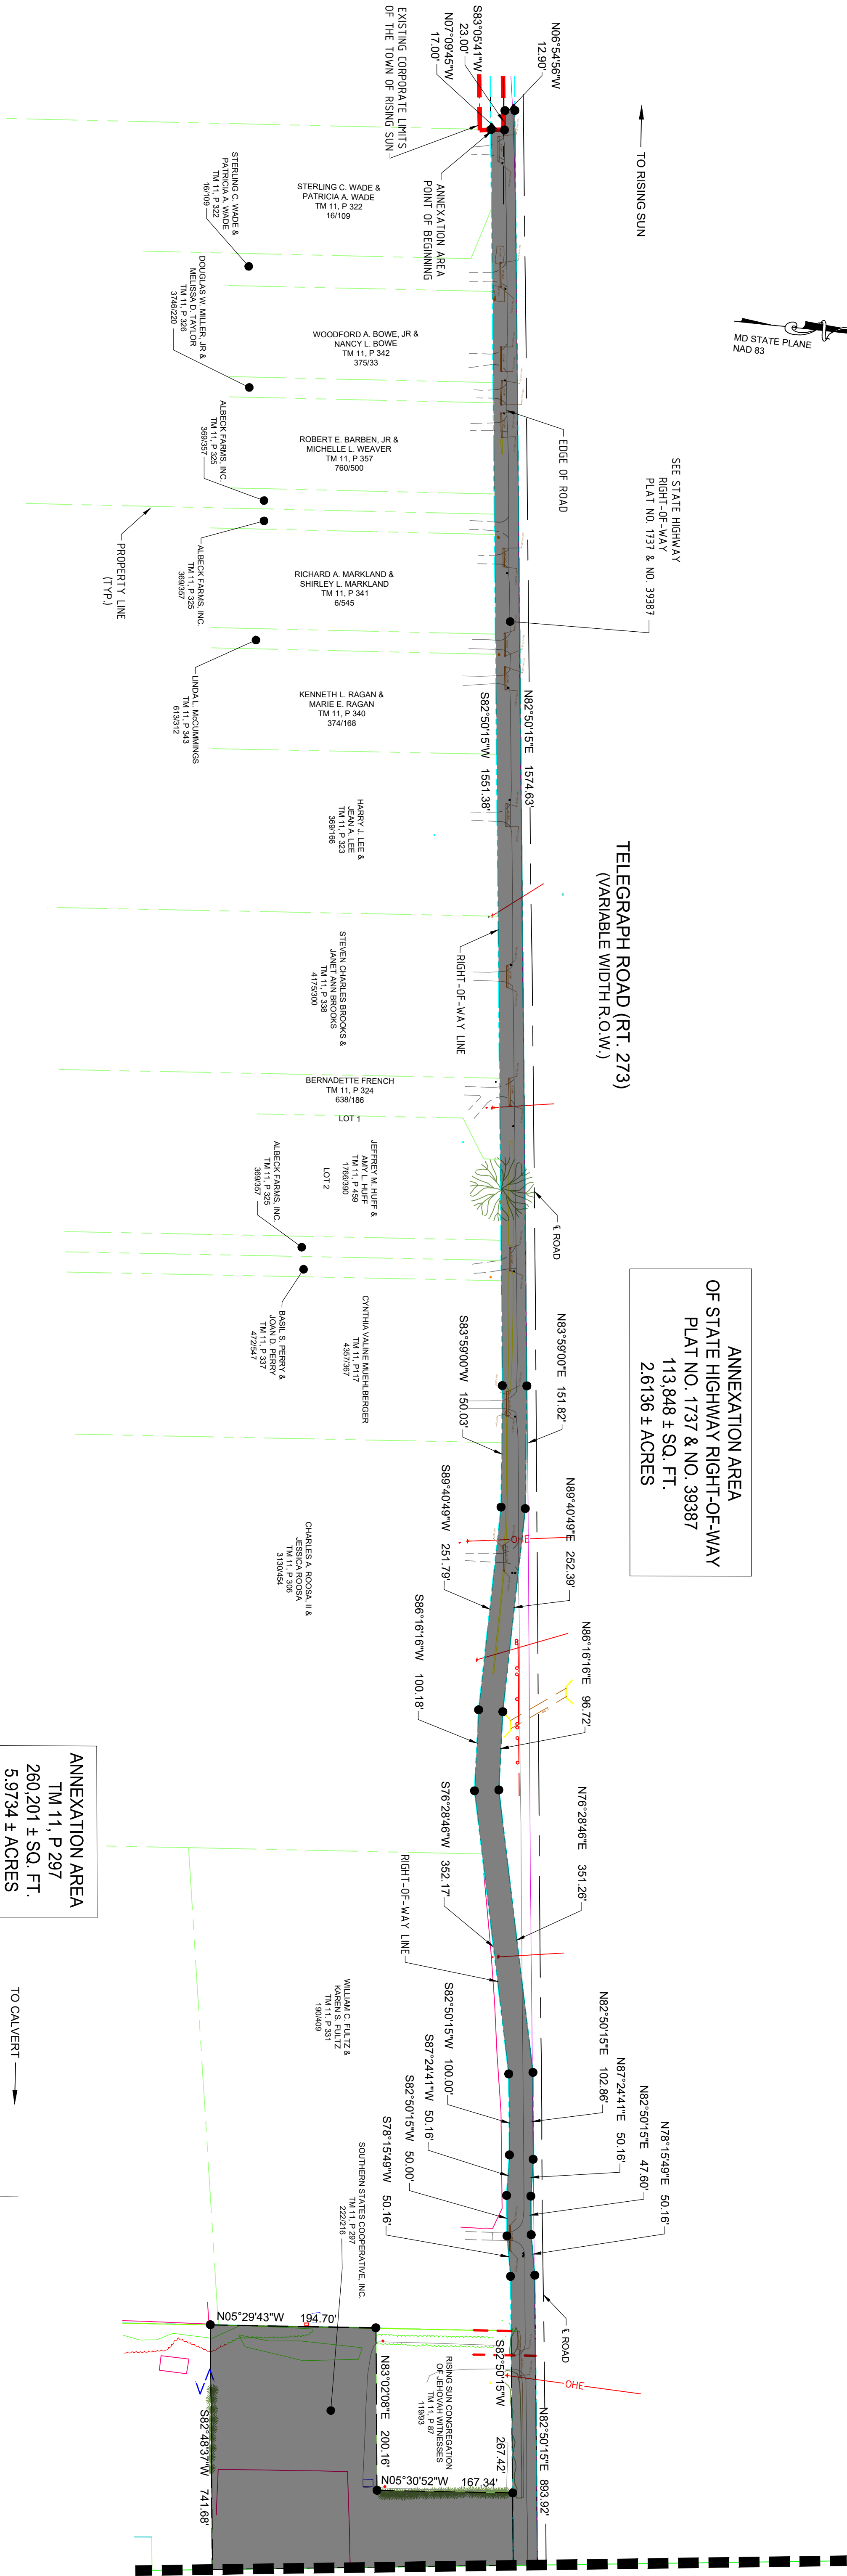 N06°54'56"W
12.90'
S83°05'41"W
23.00'
N07°09'45"W
17.00'
EXISTING CORPORATE LIMITS
OF THE TOWN OF RISING SUN
TO RISING SUN
ANNEXATION AREA
POINT OF BEGINNING
MD STATE PLANE
NAD 83
STERLING C. WADE &
PATRICIA A. WADE
TM 11, P 322
16/109
STERLING C. WADE &
PATRICIA A. WADE
TM 11, P 322
16/109
DOUGLAS W. MILLER, JR &
MELISSA D. TAYLOR
TM 11, P 326
3746/220
WOODFORD A. BOWE, JR &
NANCY L. BOWE
TM 11, P 342
375/33
ALBECK FARMS, INC.
TM 11, P 325
369/357
ROBERT E. BARBEN, JR &
MICHELLE L. WEAVER
TM 11, P 357
760/500
EDGE OF ROAD
SEE STATE HIGHWAY
RIGHT-OF-WAY
PLAT NO. 1737 & NO. 39387
PROPERTY LINE
(TYP.)
ALBECK FARMS, INC.
TM 11, P 325
369/357
RICHARD A. MARKLAND &
SHIRLEY L. MARKLAND
TM 11, P 341
6/545
LINDA L. McCUMMINGS
TM 11, P 343
613/312
KENNETH L. RAGAN &
MARIE E. RAGAN
TM 11, P 340
374/168
N82°50'15"E 1574.63'
S82°50'15"W 1551.38'
HARRY J. LEE &
JEAN A. LEE
TM 11, P 323
369/166
TELEGRAPH ROAD (RT. 273)
(VARIABLE WIDTH R.O.W.)
STEVEN CHARLES BROOKS &
JANET ANN BROOKS
TM 11, P 338
4175/300
RIGHT-OF-WAY LINE
BERNADETTE FRENCH
TM 11, P 324
638/186
LOT 1
JEFFREY M. HUFF &
AMY L. HUFF
TM 11, P 459
1766/390
LOT 2
ALBECK FARMS, INC.
TM 11, P 325
369/357
℄ ROAD
BASIL S. PERRY &
JOAN D. PERRY
TM 11, P 337
472/547
CYNTHIA VALINE MUEHLBERGER
TM 11, P117
4357/367
ANNEXATION AREA
OF STATE HIGHWAY RIGHT-OF-WAY
PLAT NO. 1737 & NO. 39387
113,848 ± SQ. FT.
2.6136 ± ACRES
N83°59'00"E 151.82'
S83°59'00"W 150.03'
N89°40'49"E 252.39'
S89°40'49"W 251.79'
OHE
CHARLES A. ROOSA, II &
JESSICA ROOSA
TM 11, P 306
3130/454
N86°16'16"E 96.72'
S86°16'16"W 100.18'
N76°28'46"E 351.26'
S76°28'46"W 352.17'
RIGHT-OF-WAY LINE
ANNEXATION AREA
TM 11, P 297
260,201 ± SQ. FT.
5.9734 ± ACRES
TO CALVERT
WILLIAM C. FULTZ &
KAREN S. FULTZ
TM 11, P 331
190/409
N82°50'15"E 102.86'
N87°24'41"E 50.16'
N82°50'15"E 47.60'
N78°15'49"E 50.16'
S82°50'15"W 100.00'
S87°24'41"W 50.16'
S82°50'15"W 50.00'
S78°15'49"W 50.16'
SOUTHERN STATES COOPERATIVE, INC.
TM 11, P 297
222/216
℄ ROAD
OHE
N05°29'43"W 194.70'
S82°50'15"W 267.42'
N82°50'15"E 893.92'
RISING SUN CONGREGATION
OF JEHOVAH WITNESSES
TM 11, P 87
119/93
N83°02'08"E 200.16'
N05°30'52"W 167.34'
S82°48'37"W 741.68'